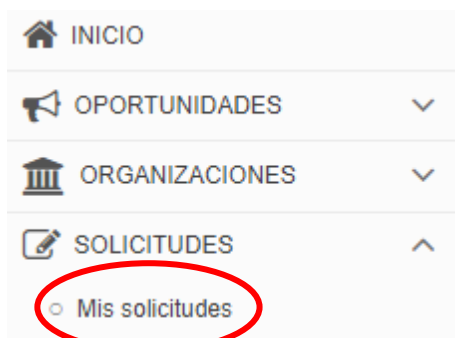 INICIO
OPORTUNIDADES
ORGANIZACIONES
SOLICITUDES
Mis solicitudes